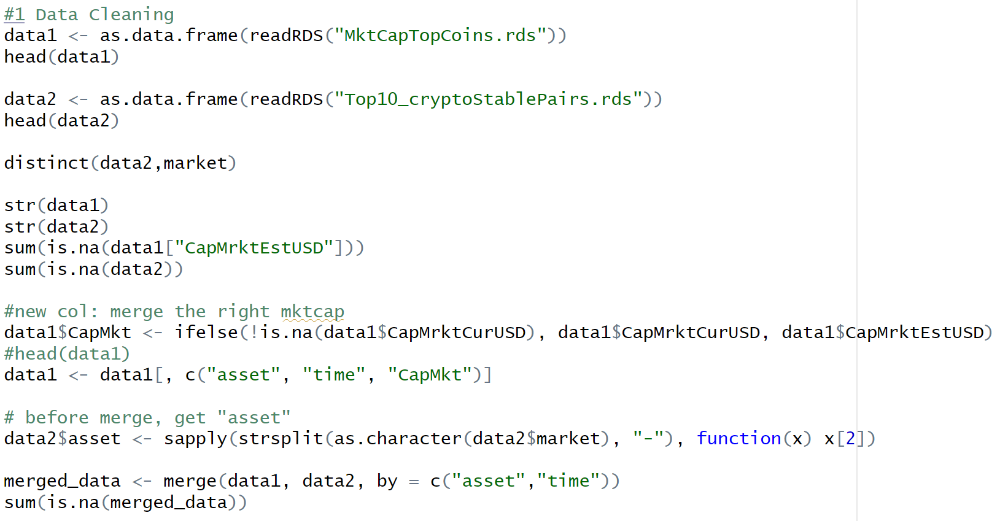 #1 Data Cleaning
data1 <- as.data.frame(readRDS("MktCapTopCoins.rds"))
head(data1)
data2 <- as.data.frame(readRDS("Top10_cryptoStablePairs.rds"))
head(data2)
distinct(data2,market)
str(data1)
str(data2)
sum(is.na(data1["CapMrktEstUSD"]))
sum(is.na(data2))
#new col: merge the right mktcap
data1$CapMkt <- ifelse(!is.na(data1$CapMrktCurUSD), data1$CapMrktCurUSD, data1$CapMrktEstUSD)
#head(data1)
data1 <- data1[, c("asset", "time", "CapMkt")]
# before merge, get "asset"
data2$asset <- sapply(strsplit(as.character(data2$market), "-"), function(x) x[2])
merged_data <- merge(data1, data2, by = c("asset","time"))
sum(is.na(merged_data))